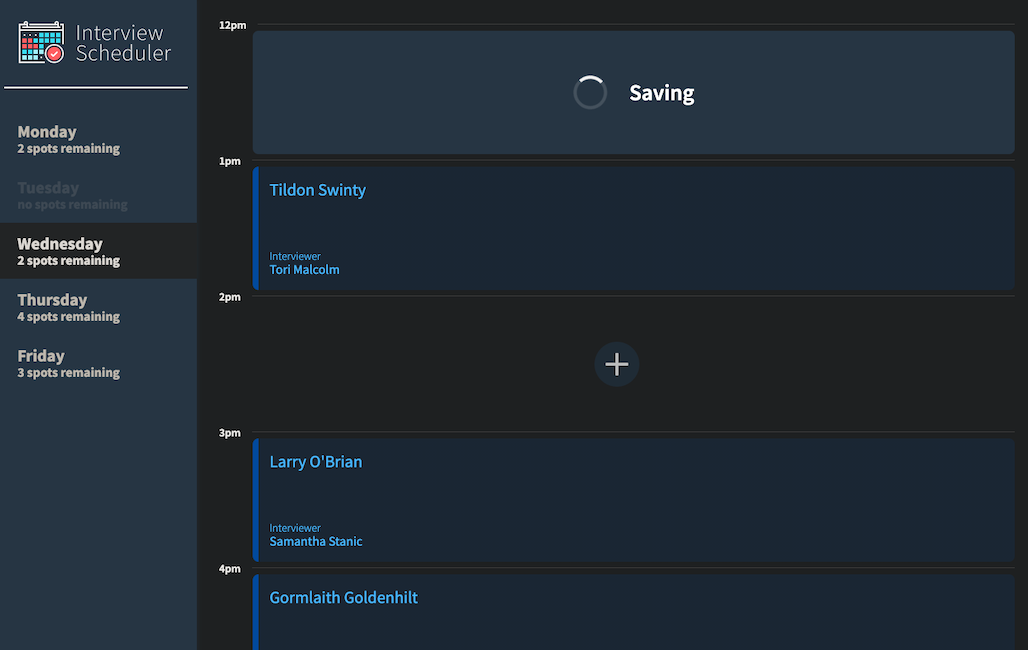 Interview
Scheduler
Monday
2 spots remaining
Tuesday
no spots remaining
Wednesday
2 spots remaining
Thursday
4 spots remaining
Friday
3 spots remaining
12pm
Saving
1pm
Tildon Swinty
Interviewer
Tori Malcolm
2pm
3pm
Larry O'Brian
Interviewer
Samantha Stanic
4pm
Gormlaith Goldenhilt